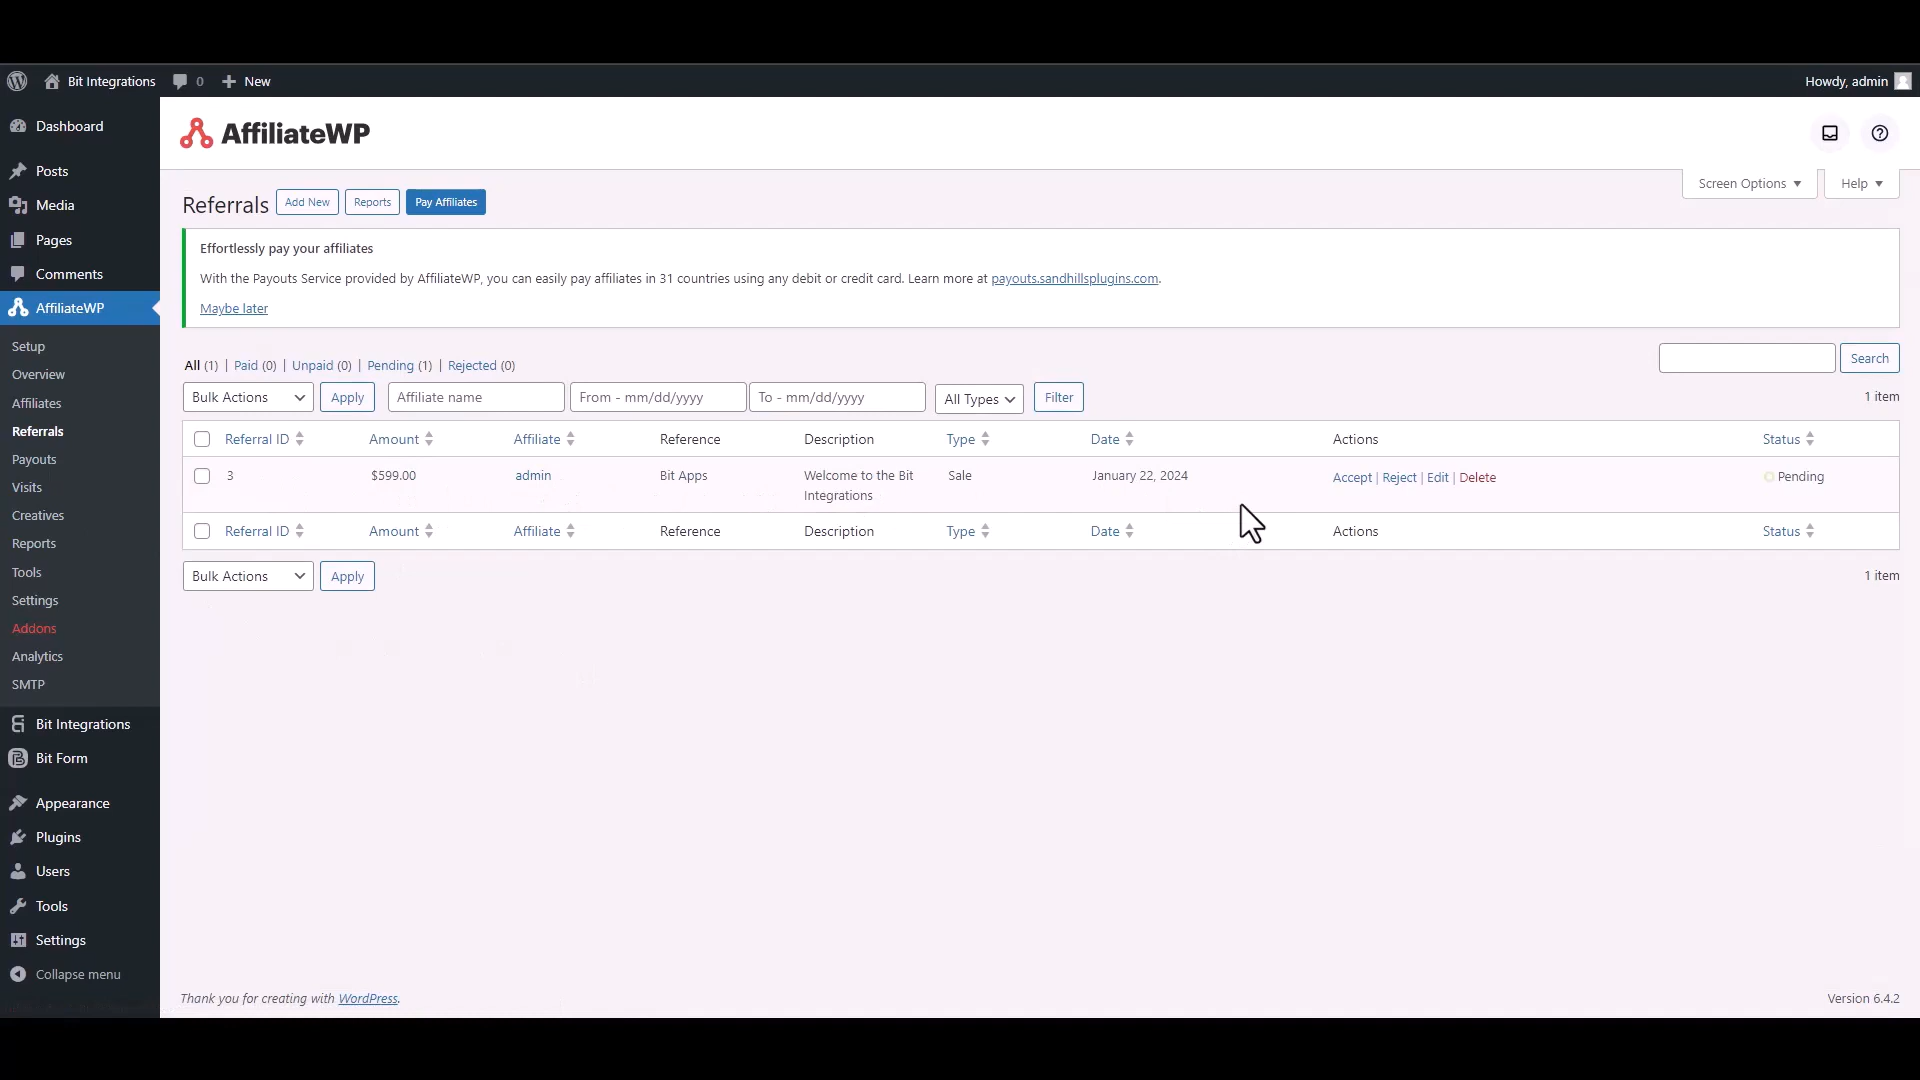 Bit Integrations 0 New Howdy, admin
Dashboard
Posts
Media
Pages
Comments
AffiliateWP
Setup
Overview
Affiliates
Referrals
Payouts
Visits
Creatives
Reports
Tools
Settings
Addons
Analytics
SMTP
Bit Integrations
Bit Form
Appearance
Plugins
Users
Tools
Settings
Collapse menu
AffiliateWP
Screen Options Help
Referrals Add New Reports Pay Affiliates
Effortlessly pay your affiliates
With the Payouts Service provided by AffiliateWP, you can easily pay affiliates in 31 countries using any debit or credit card. Learn more at payouts.sandhillsplugins.com.
Maybe later
All (1) | Paid (0) | Unpaid (0) | Pending (1) | Rejected (0)
Search
Bulk Actions Apply Affiliate name From - mm/dd/yyyy To - mm/dd/yyyy All Types Filter 1 item
Referral ID Amount Affiliate Reference Description Type Date Actions Status
3 $599.00 admin Bit Apps Welcome to the Bit Sale January 22, 2024 Accept | Reject | Edit | Delete Pending
Integrations
Referral ID Amount Affiliate Reference Description Type Date Actions Status
Bulk Actions Apply 1 item
Thank you for creating with WordPress. Version 6.4.2